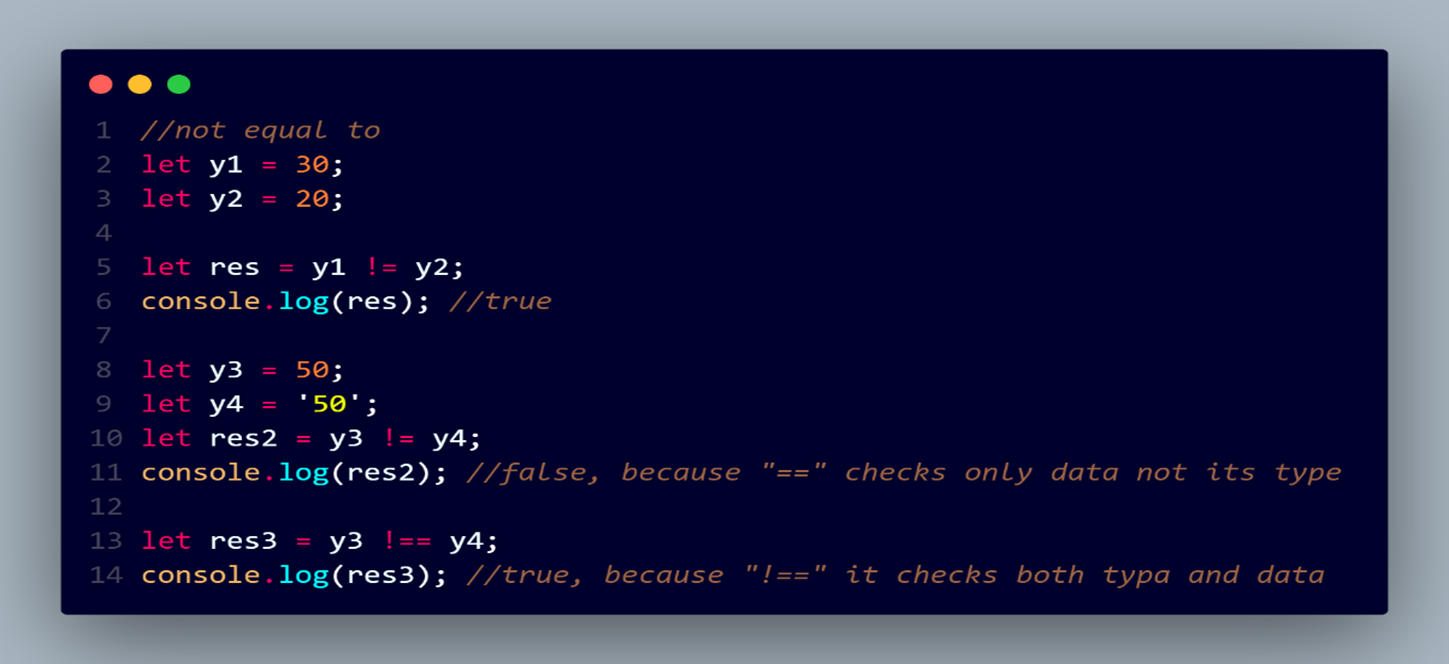 1 //not equal to
2 let y1 = 30;
3 let y2 = 20;
4
5 let res = y1 != y2;
6 console.log(res); //true
7
8 let y3 = 50;
9 let y4 = '50';
10 let res2 = y3 != y4;
11 console.log(res2); //false, because "==" checks only data not its type
12
13 let res3 = y3 !== y4;
14 console.log(res3); //true, because "!==" it checks both typa and data